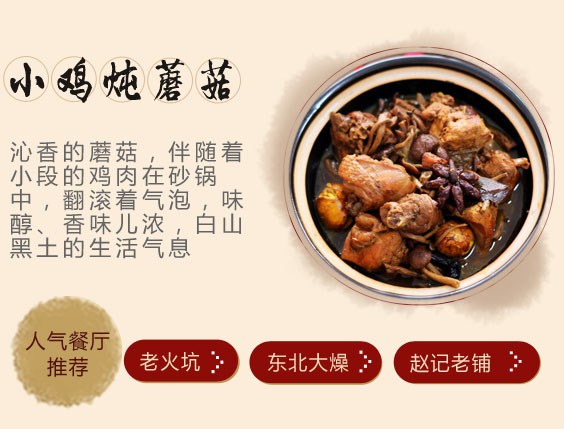 小鸡炖蘑菇
沁香的蘑菇，伴随着
小段的鸡肉在砂锅
中，翻滚着气泡，味
醇、香味儿浓，白山
黑土的生活气息
人气餐厅
推荐
老火坑
东北大燥
赵记老铺